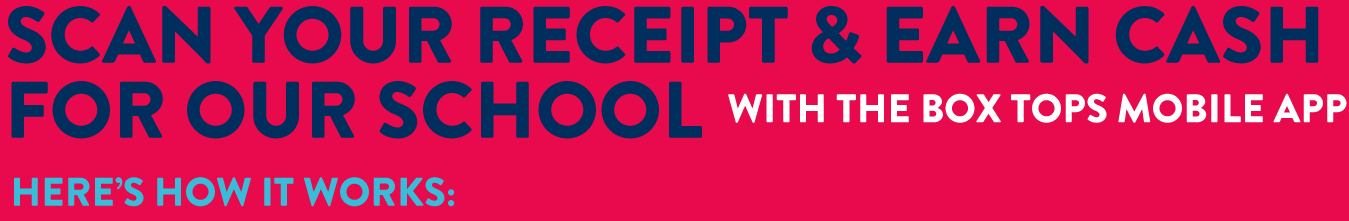 SCAN YOUR RECEIPT & EARN CASH
FOR OUR SCHOOL WITH THE BOX TOPS MOBILE APP
HERE'S HOW IT WORKS: